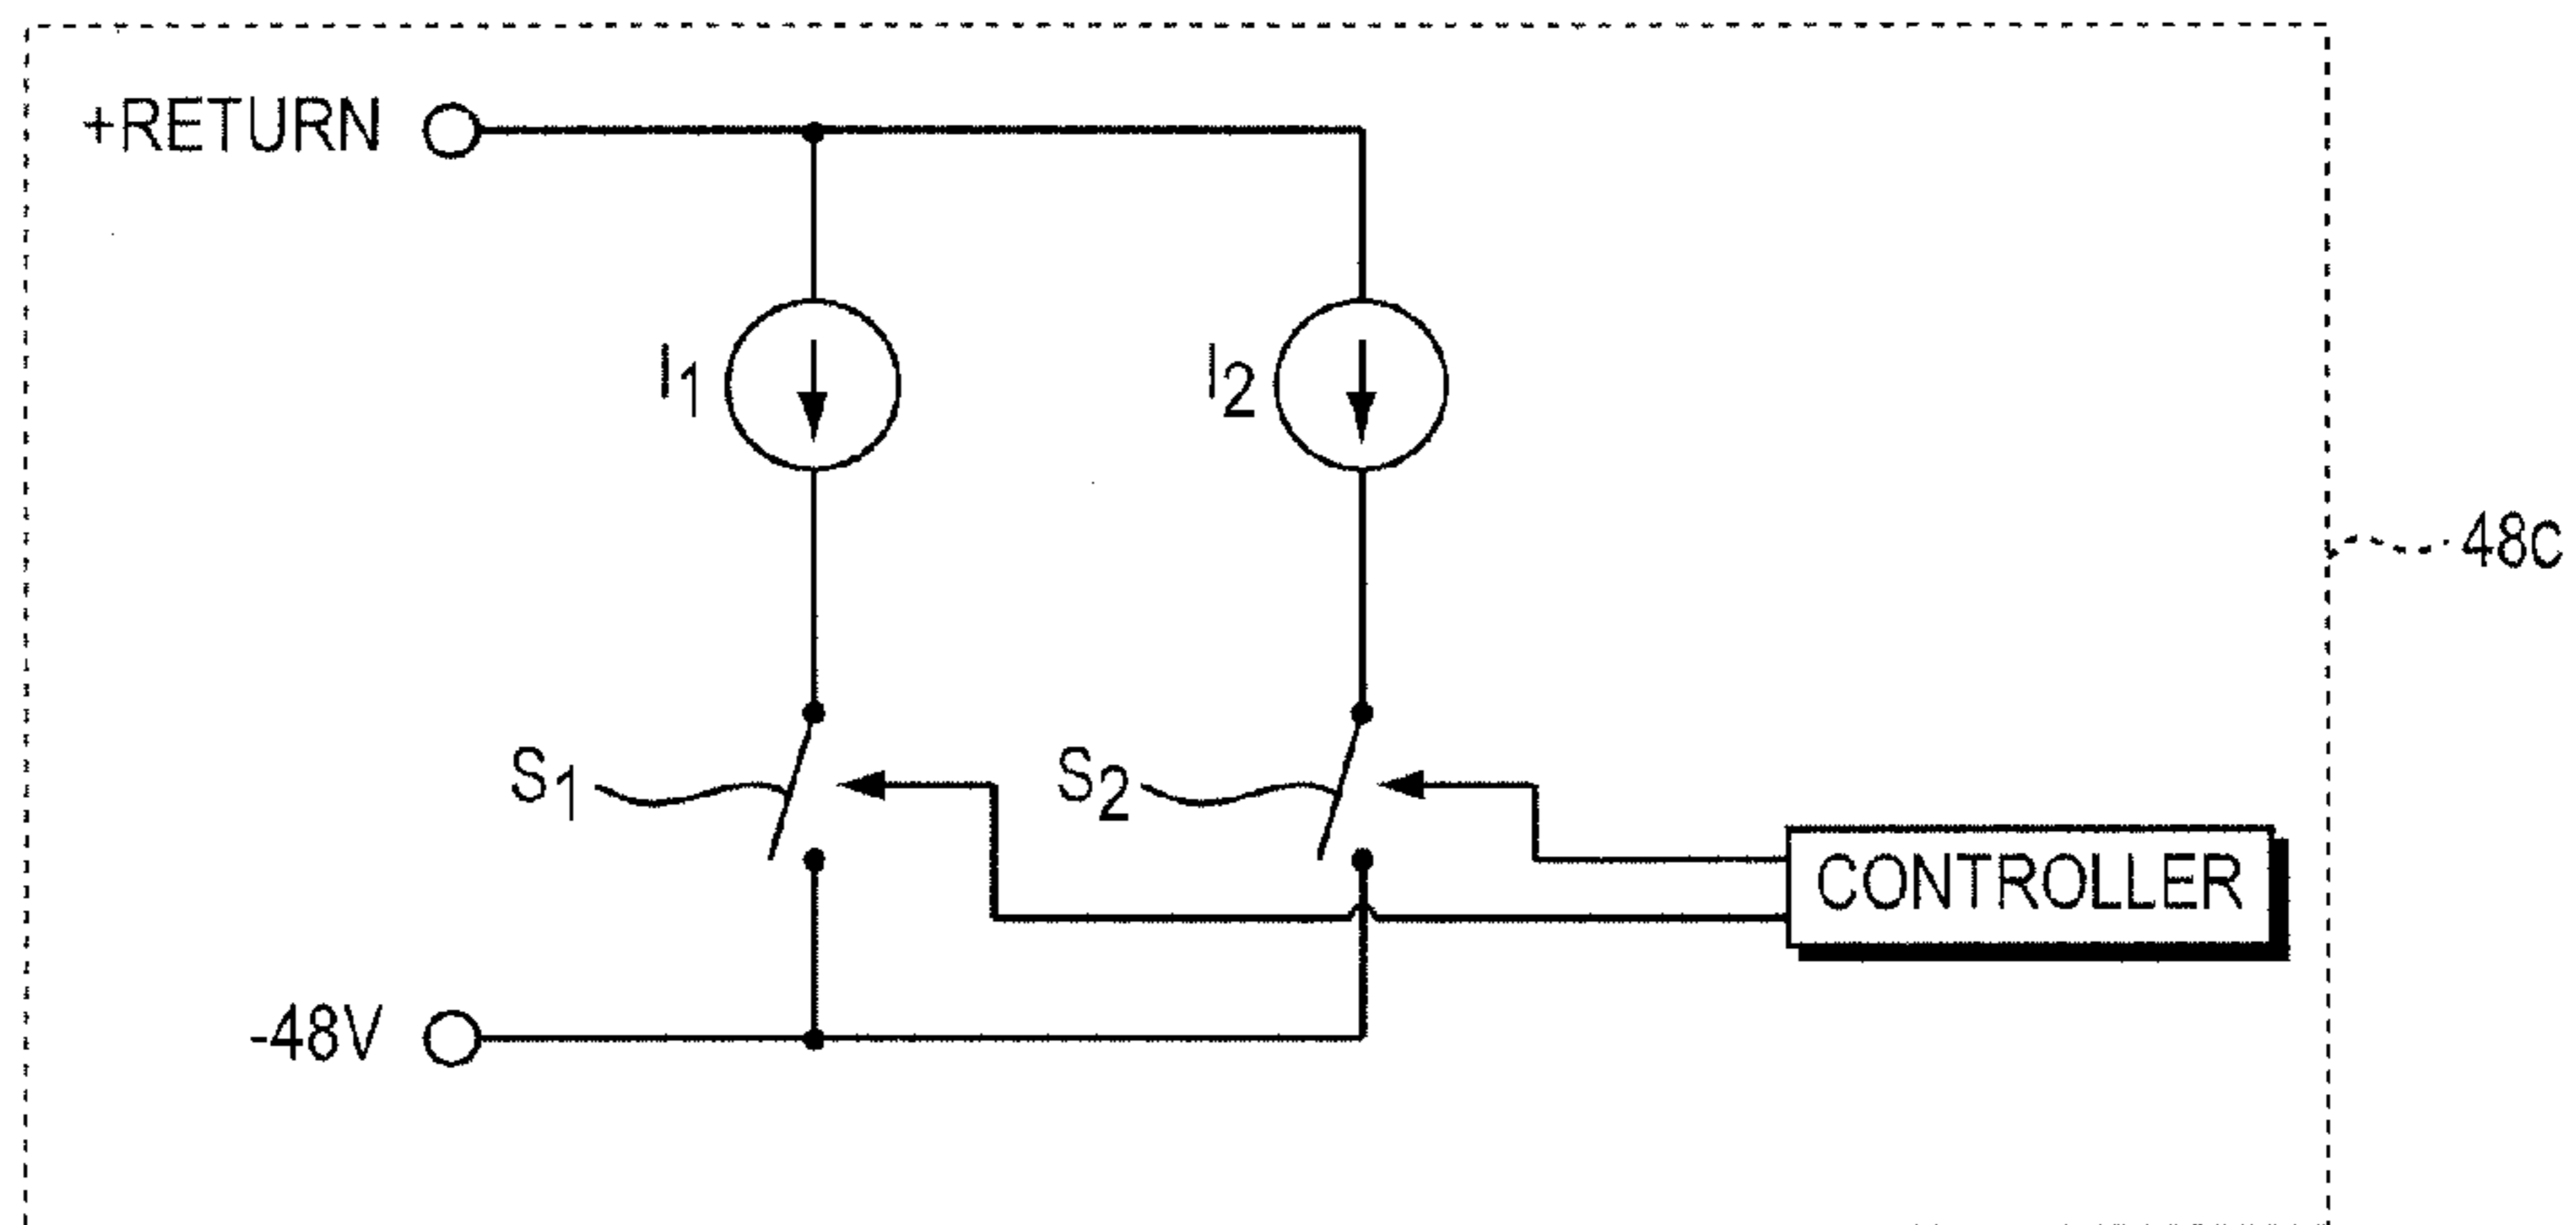 +RETURN
I1
I2
48c
S1
S2
CONTROLLER
-48V